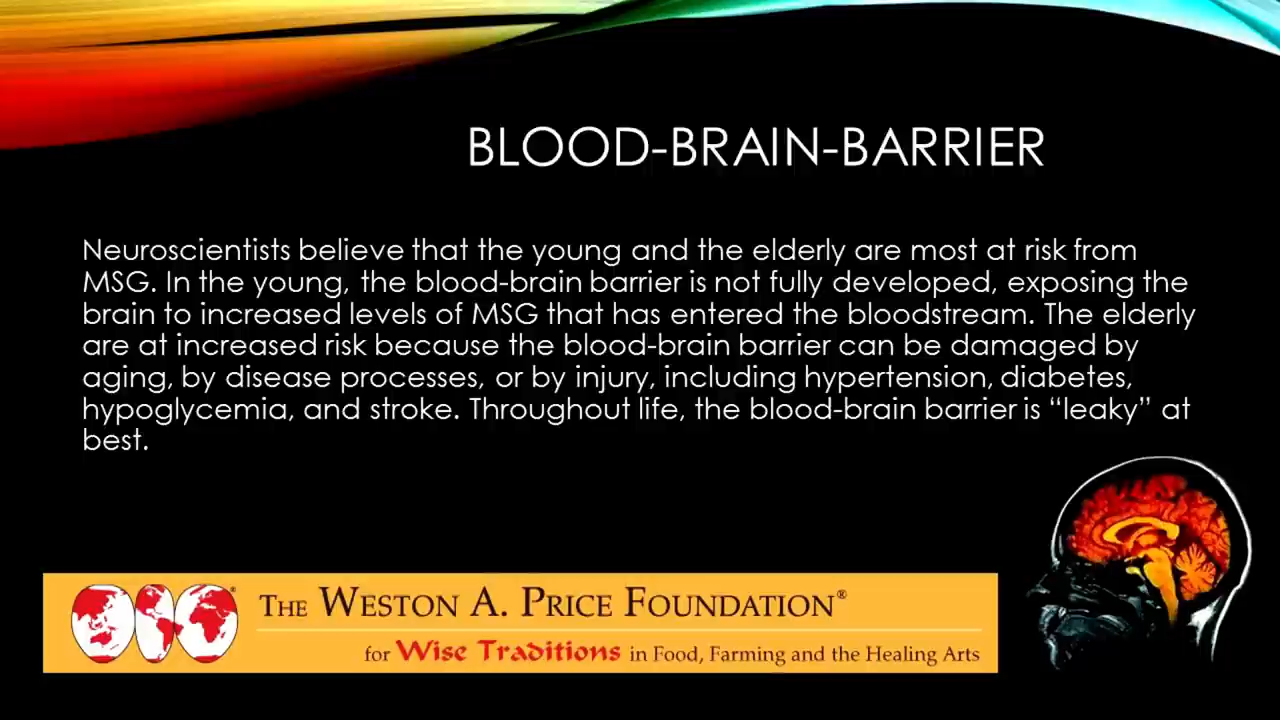 BLOOD-BRAIN-BARRIER
Neuroscientists believe that the young and the elderly are most at risk from
MSG. In the young, the blood-brain barrier is not fully developed, exposing the
brain to increased levels of MSG that has entered the bloodstream. The elderly
are at increased risk because the blood-brain barrier can be damaged by
aging, by disease processes, or by injury, including hypertension, diabetes,
hypoglycemia, and stroke. Throughout life, the blood-brain barrier is “leaky” at
best.
THE WESTON A. PRICE FOUNDATION®
for Wise Traditions in Food, Farming and the Healing Arts